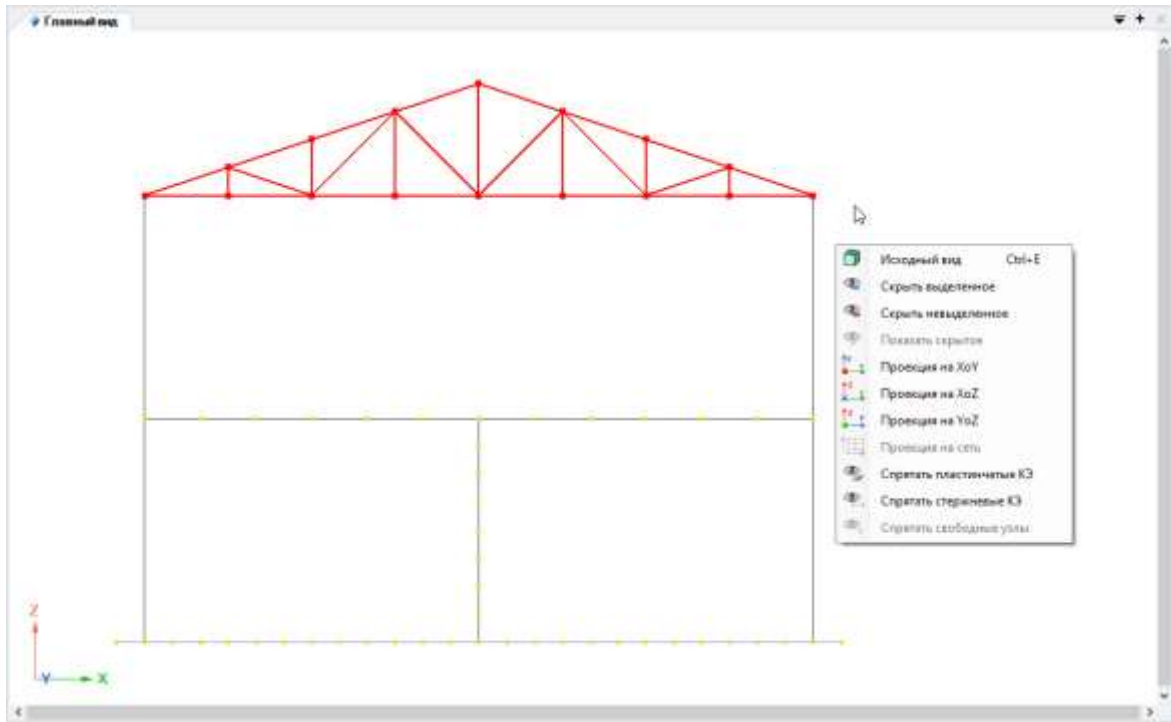 Главный вид
Исходный вид Ctrl+E
Скрыть выделенное
Скрыть невыделенное
Показать скрытое
Проекция на XoY
Проекция на XoZ
Проекция на YoZ
Проекция на сеть
Спрятать пластинчатые КЭ
Спрятать стержневые КЭ
Спрятать свободные узлы
Z
Y
X